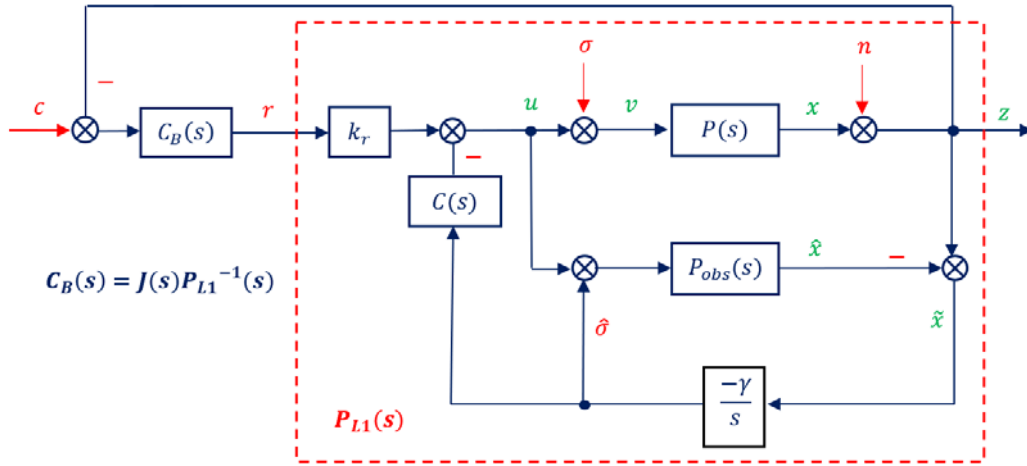 σ
n
−
c
r
u
v
x
z
C_B(s)
k_r
P(s)
−
C(s)
x̂
−
P_obs(s)
C_B(s) = J(s)P_L1^−1(s)
σ̂
x̃
−γ
s
P_L1(s)